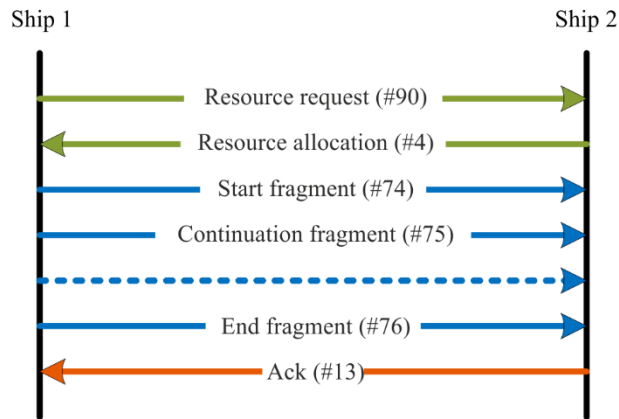 Ship 1
Ship 2
Resource request (#90)
Resource allocation (#4)
Start fragment (#74)
Continuation fragment (#75)
End fragment (#76)
Ack (#13)